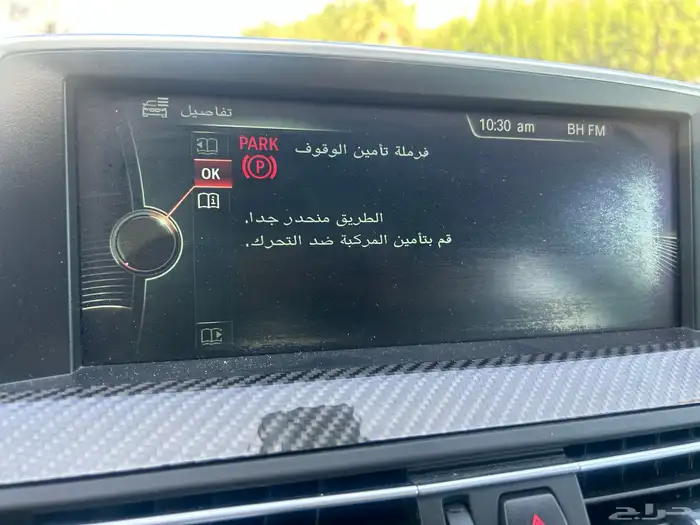 تفاصيل
10:30 am BH FM
PARK
فرملة تأمين الوقوف
P
OK
الطريق منحدر جدا.
قم بتأمين المركبة ضد التحرك.
حراج